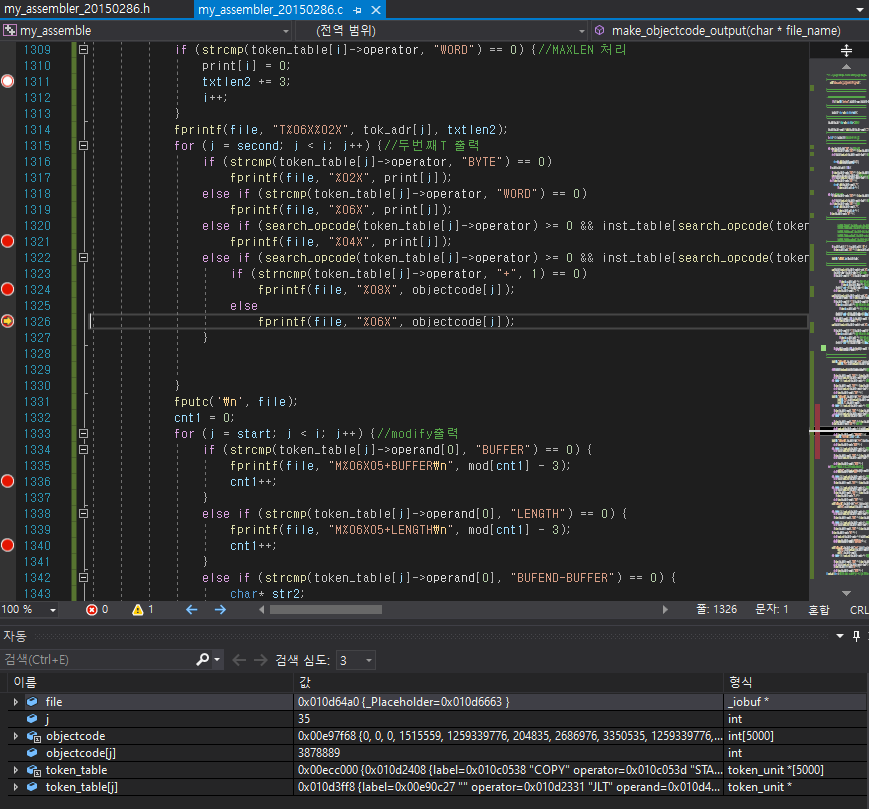 my_assembler_20150286.h my_assembler_20150286.c
my_assemble (전역 범위) make_objectcode_output(char * file_name)
1309 if (strcmp(token_table[i]->operator, "WORD") == 0) {//MAXLEN 처리
1310 print[i] = 0;
1311 txtlen2 += 3;
1312 i++;
1313 }
1314 fprintf(file, "T%06X%02X", tok_adr[j], txtlen2);
1315 for (j = second; j < i; j++) {//두번째T 출력
1316 if (strcmp(token_table[j]->operator, "BYTE") == 0)
1317 fprintf(file, "%02X", print[j]);
1318 else if (strcmp(token_table[j]->operator, "WORD") == 0)
1319 fprintf(file, "%06X", print[j]);
1320 else if (search_opcode(token_table[j]->operator) >= 0 && inst_table[search_opcode(token
1321 fprintf(file, "%04X", print[j]);
1322 else if (search_opcode(token_table[j]->operator) >= 0 && inst_table[search_opcode(toke
1323 if (strncmp(token_table[j]->operator, "+", 1) == 0)
1324 fprintf(file, "%08X", objectcode[j]);
1325 else
1326 fprintf(file, "%06X", objectcode[j]);
1327 }
1328
1329
1330 }
1331 fputc('₩n', file);
1332 cnt1 = 0;
1333 for (j = start; j < i; j++) {//modify출력
1334 if (strcmp(token_table[j]->operand[0], "BUFFER") == 0) {
1335 fprintf(file, "M%06X05+BUFFER₩n", mod[cnt1] - 3);
1336 cnt1++;
1337 }
1338 else if (strcmp(token_table[j]->operand[0], "LENGTH") == 0) {
1339 fprintf(file, "M%06X05+LENGTH₩n", mod[cnt1] - 3);
1340 cnt1++;
1341 }
1342 else if (strcmp(token_table[j]->operand[0], "BUFEND-BUFFER") == 0) {
1343 char* str2;
100 % 0 1 줄: 1326 문자: 1 혼합 CRL
자동
검색(Ctrl+E) 검색 심도: 3
이름 값 형식
file 0x010d64a0 {_Placeholder=0x010d6663 } _iobuf *
j 35 int
objectcode 0x00e97f68 {0, 0, 0, 1515559, 1259339776, 204835, 2686976, 3350535, 1259339776,... int[5000]
objectcode[j] 3878889 int
token_table 0x00ecc000 {0x010d2408 {label=0x010c0538 "COPY" operator=0x010c053d "STA... token_unit *[5000]
token_table[j] 0x010d3ff8 {label=0x00e90c27 "" operator=0x010d2331 "JLT" operand=0x010d4... token_unit *